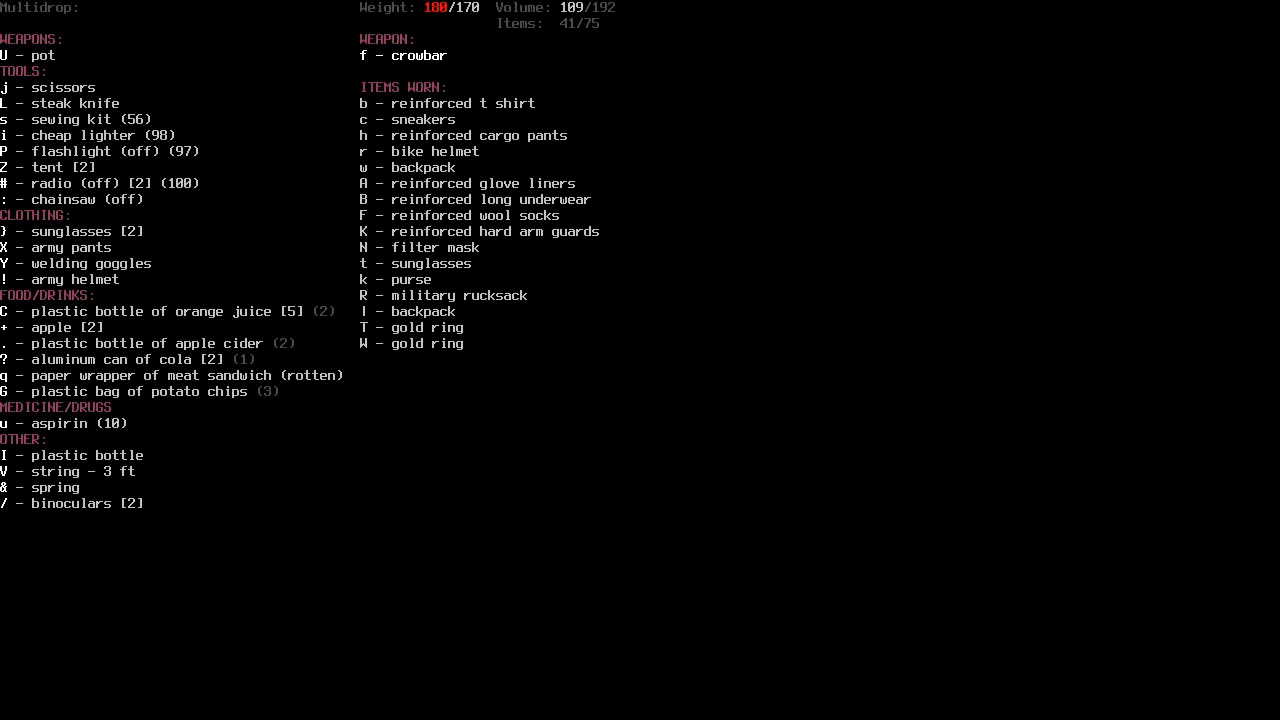 Multidrop: Weight: 180/170 Volume: 109/192
Items: 41/75
WEAPONS:
U - pot
TOOLS:
j - scissors
L - steak knife
s - sewing kit (56)
i - cheap lighter (98)
P - flashlight (off) (97)
Z - tent [2]
# - radio (off) [2] (100)
: - chainsaw (off)
CLOTHING:
} - sunglasses [2]
X - army pants
Y - welding goggles
! - army helmet
FOOD/DRINKS:
C - plastic bottle of orange juice [5] (2)
+ - apple [2]
. - plastic bottle of apple cider (2)
? - aluminum can of cola [2] (1)
q - paper wrapper of meat sandwich (rotten)
G - plastic bag of potato chips (3)
MEDICINE/DRUGS
u - aspirin (10)
OTHER:
I - plastic bottle
V - string - 3 ft
& - spring
/ - binoculars [2]
WEAPON:
f - crowbar
ITEMS WORN:
b - reinforced t shirt
c - sneakers
h - reinforced cargo pants
r - bike helmet
w - backpack
A - reinforced glove liners
B - reinforced long underwear
F - reinforced wool socks
K - reinforced hard arm guards
N - filter mask
t - sunglasses
k - purse
R - military rucksack
l - backpack
T - gold ring
W - gold ring